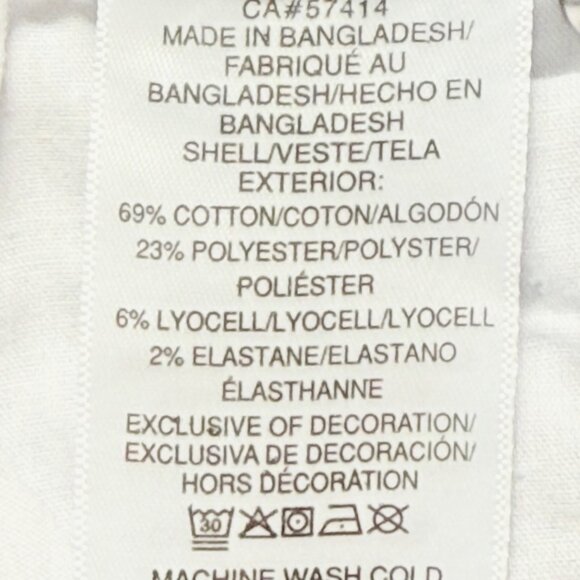 CA#57414
MADE IN BANGLADESH/
FABRIQUÉ AU
BANGLADESH/HECHO EN
BANGLADESH
SHELL/VESTE/TELA
EXTERIOR:
69% COTTON/COTON/ALGODÓN
23% POLYESTER/POLYSTER/
POLIÉSTER
6% LYOCELL/LYOCELL/LYOCELL
2% ELASTANE/ELASTANO
ÉLASTHANNE
EXCLUSIVE OF DECORATION/
EXCLUSIVA DE DECORACIÓN/
HORS DÉCORATION
30
MACHINE WASH COLD